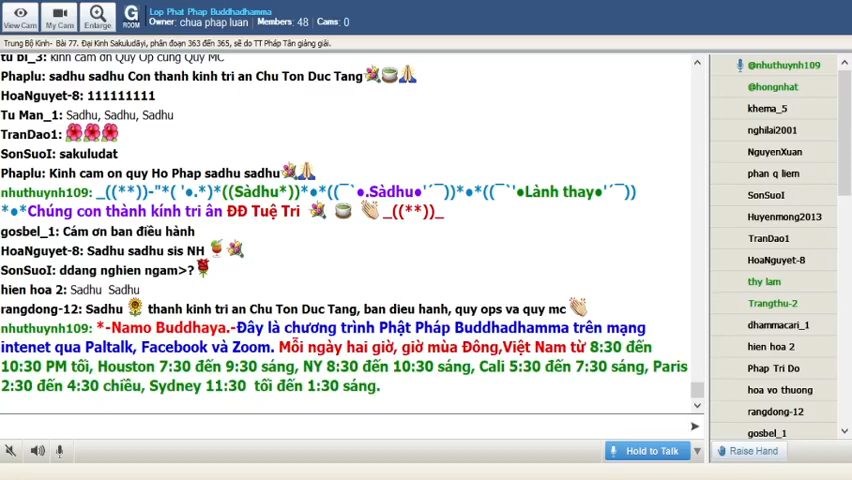 View Cam
My Cam
Enlarge
G
ROOM
Lop Phat Phap Buddhadhamma
Owner: chua phap luan Members: 48 Cams: 0
Trung Bộ Kinh- Bài 77. Đại Kinh Sakuludāyi, phân đoạn 363 đến 365, sẽ do TT Pháp Tân giảng giải.
tu bi_3: kính cảm ơn Quý Op cùng Quý MC
Phaplu: sadhu sadhu Con thanh kinh tri an Chu Ton Duc Tang
HoaNguyet-8: 111111111
Tu Man_1: Sadhu, Sadhu, Sadhu
TranDao1:
SonSuoI: sakuludat
Phaplu: Kinh cam on quy Ho Phap sadhu sadhu
nhuthuynh109: _((**))-"*( '●.*)*((Sàdhu*))*●*((¯`●.Sàdhu●'´¯))*●*((¯`'●Lành thay●'´¯))
*●*Chúng con thành kính tri ân ĐĐ Tuệ Tri _((**))_
gosbel_1: Cám ơn ban điều hành
HoaNguyet-8: Sadhu sadhu sis NH
SonSuoI: ddang nghien ngam>?
hien hoa 2: Sadhu Sadhu
rangdong-12: Sadhu thanh kinh tri an Chu Ton Duc Tang, ban dieu hanh, quy ops va quy mc
nhuthuynh109: *-Namo Buddhaya.-Đây là chương trình Phật Pháp Buddhadhamma trên mạng
intenet qua Paltalk, Facebook và Zoom. Mỗi ngày hai giờ, giờ mùa Đông,Việt Nam từ 8:30 đến
10:30 PM tối, Houston 7:30 đến 9:30 sáng, NY 8:30 đến 10:30 sáng, Cali 5:30 đến 7:30 sáng, Paris
2:30 đến 4:30 chiều, Sydney 11:30 tối đến 1:30 sáng.
@nhuthuynh109
@hongnhat
khema_5
nghilai2001
NguyenXuan
phan q liem
SonSuoI
Huyenmong2013
TranDao1
HoaNguyet-8
thy lam
Trangthu-2
dhammacari_1
hien hoa 2
Phap Tri Do
hoa vo thuong
rangdong-12
gosbel_1
Hold to Talk
Raise Hand